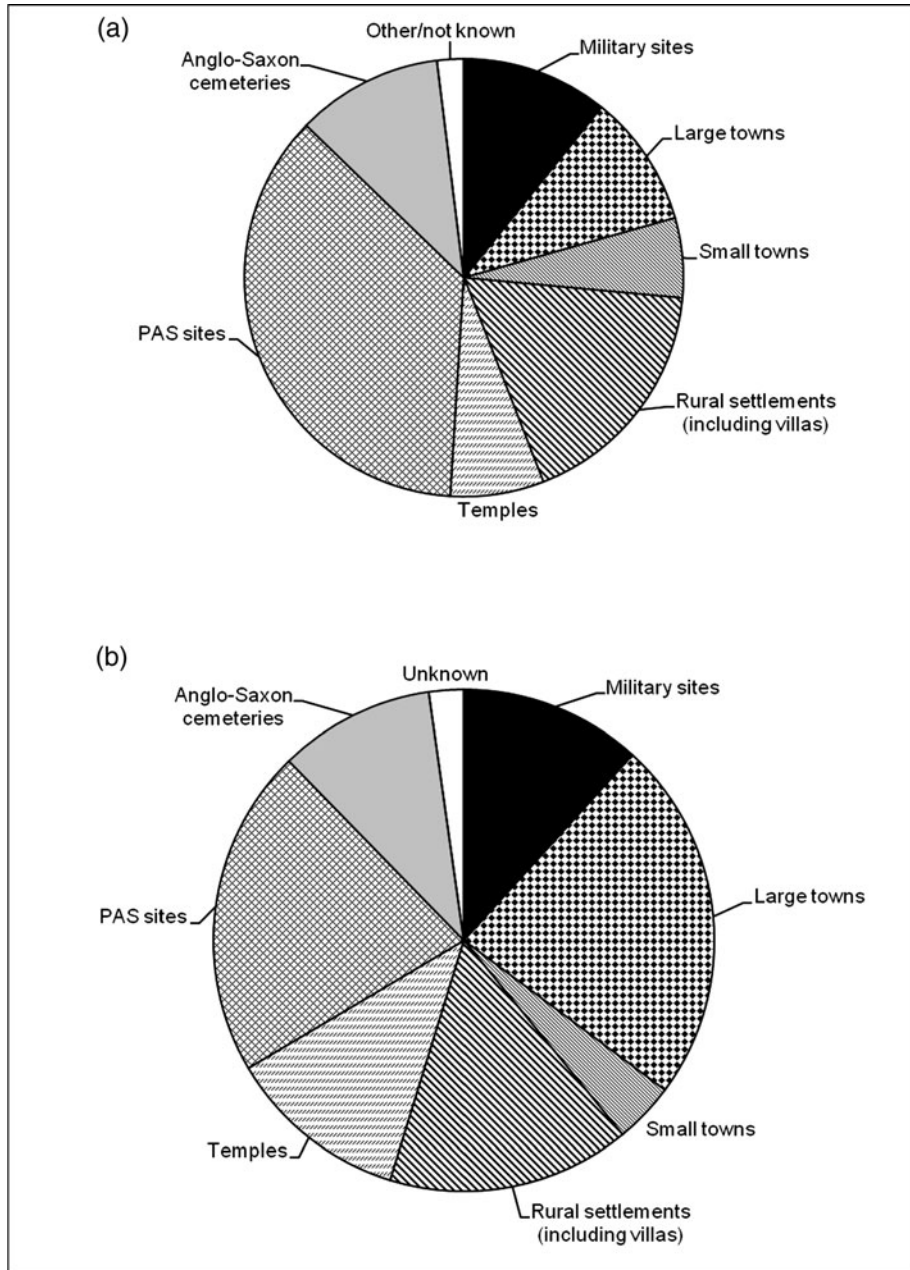 (a)
Other/not known
Military sites
Anglo-Saxon
cemeteries
Large towns
Small towns
PAS sites
Rural settlements
(including villas)
Temples
(b)
Unknown
Military sites
Anglo-Saxon
cemeteries
Large towns
PAS sites
Small towns
Temples
Rural settlements
(including villas)